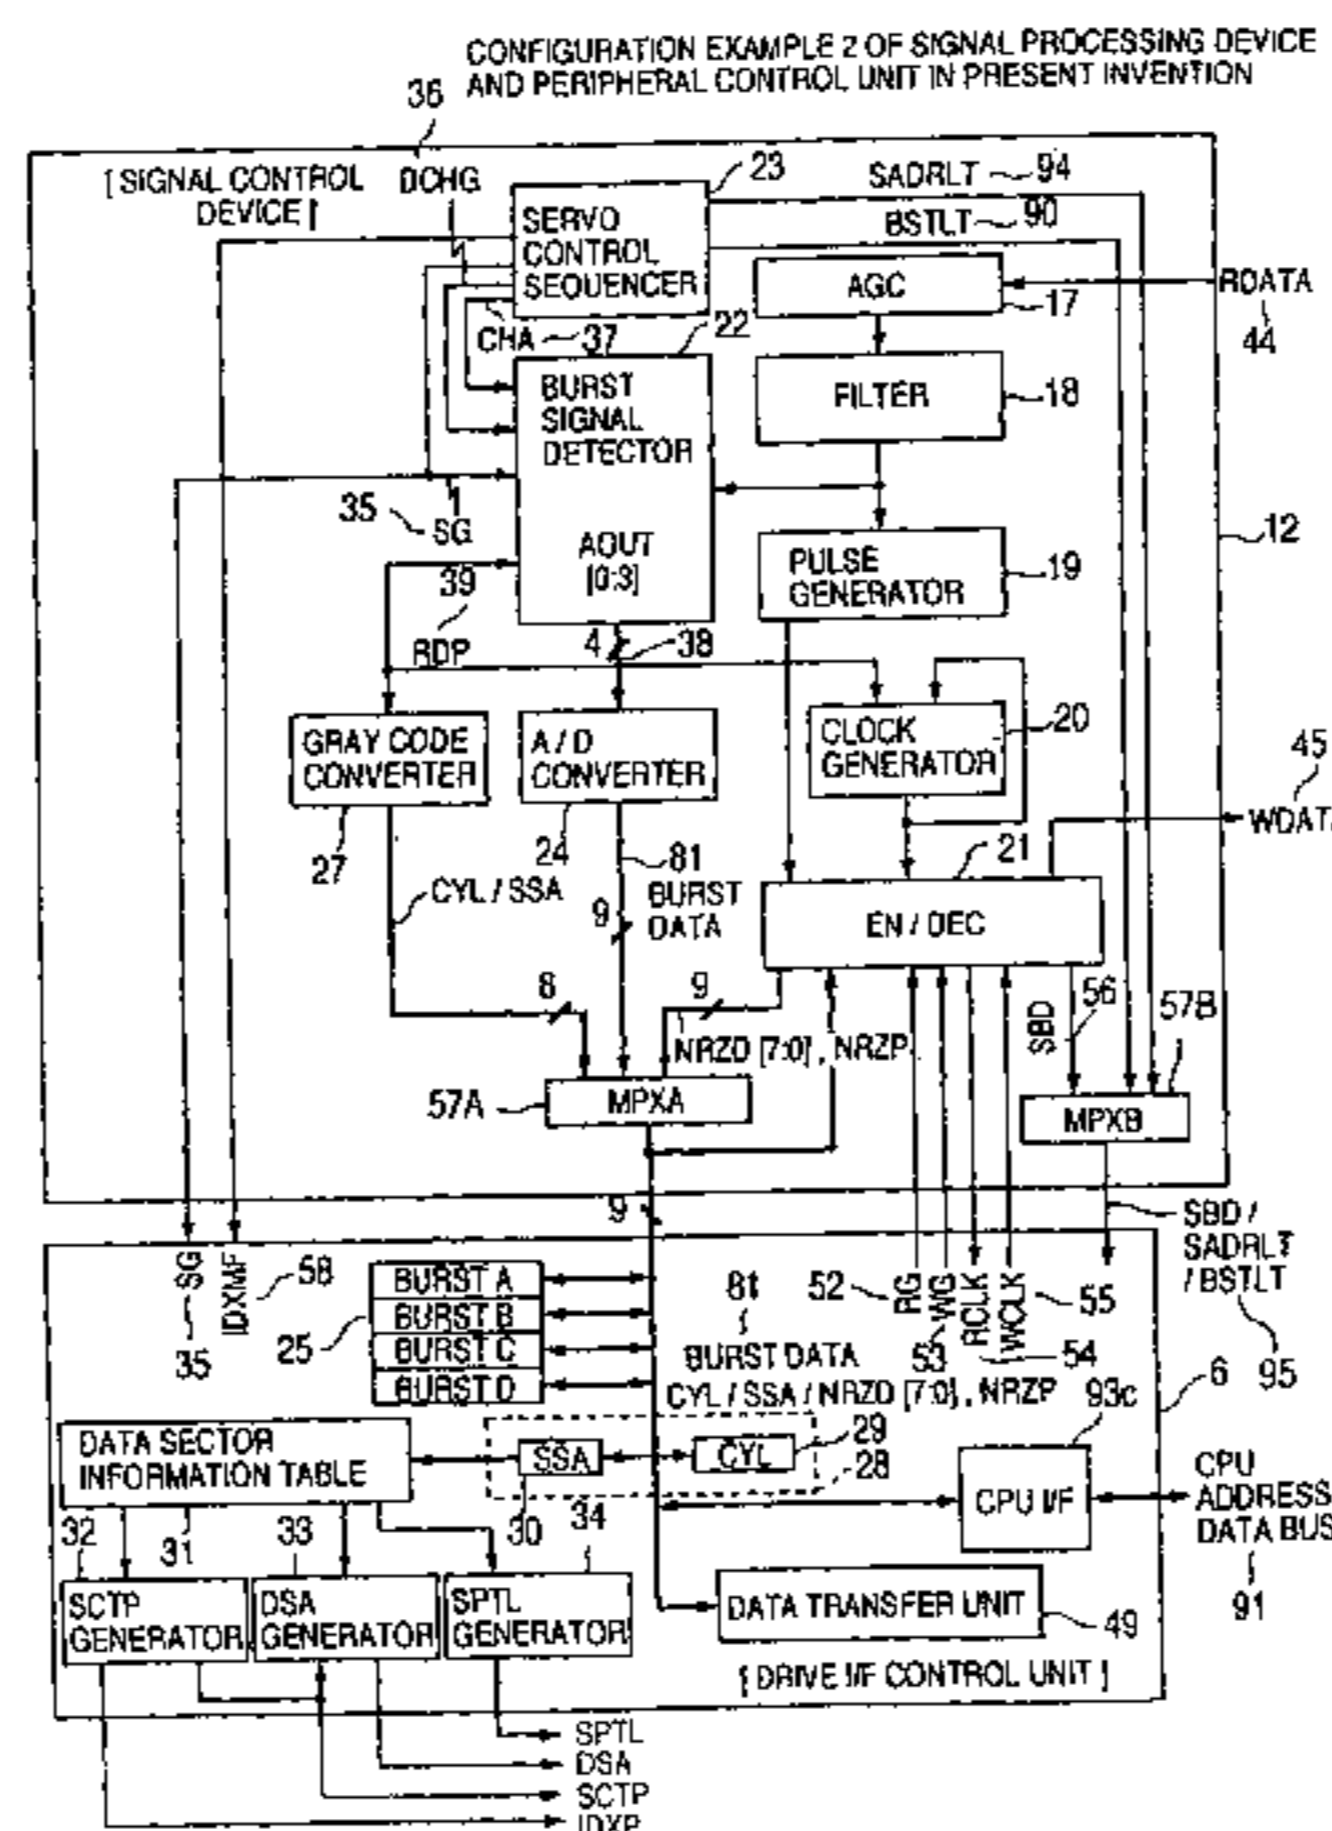 CONFIGURATION EXAMPLE 2 OF SIGNAL PROCESSING DEVICE
AND PERIPHERAL CONTROL UNIT IN PRESENT INVENTION
36
[ SIGNAL CONTROL
DEVICE ]
DCHG
23
SADRLT
94
BSTLT
90
SERVO
CONTROL
SEQUENCER
AGC
17
RDATA
44
CHA
37
22
BURST
SIGNAL
DETECTOR
AOUT
[0:3]
FILTER
18
35
SG
12
39
RDP
PULSE
GENERATOR
19
4
38
GRAY CODE
CONVERTER
27
A / D
CONVERTER
24
CLOCK
GENERATOR
20
45
WDATA
81
BURST
DATA
9
CYL / SSA
21
EN / DEC
8
9
NRZD [7:0] , NRZP
SBD
56
57B
57A
MPXA
MPXB
9
SBD /
SADRLT
/ BSTLT
95
SG
35
IDXMF
58
25
BURST A
BURST B
BURST C
BURST D
81
BURST DATA
CYL / SSA / NRZD [7:0] , NRZP
52
RG
WG
53
RCLK
54
WCLK
55
93c
6
DATA SECTOR
INFORMATION TABLE
31
SSA
30
CYL
29
28
CPU I/F
CPU
ADDRESS
DATA BUS
91
32
33
34
SCTP
GENERATOR
DSA
GENERATOR
SPTL
GENERATOR
DATA TRANSFER UNIT
49
[ DRIVE I/F CONTROL UNIT ]
SPTL
DSA
SCTP
IDXP